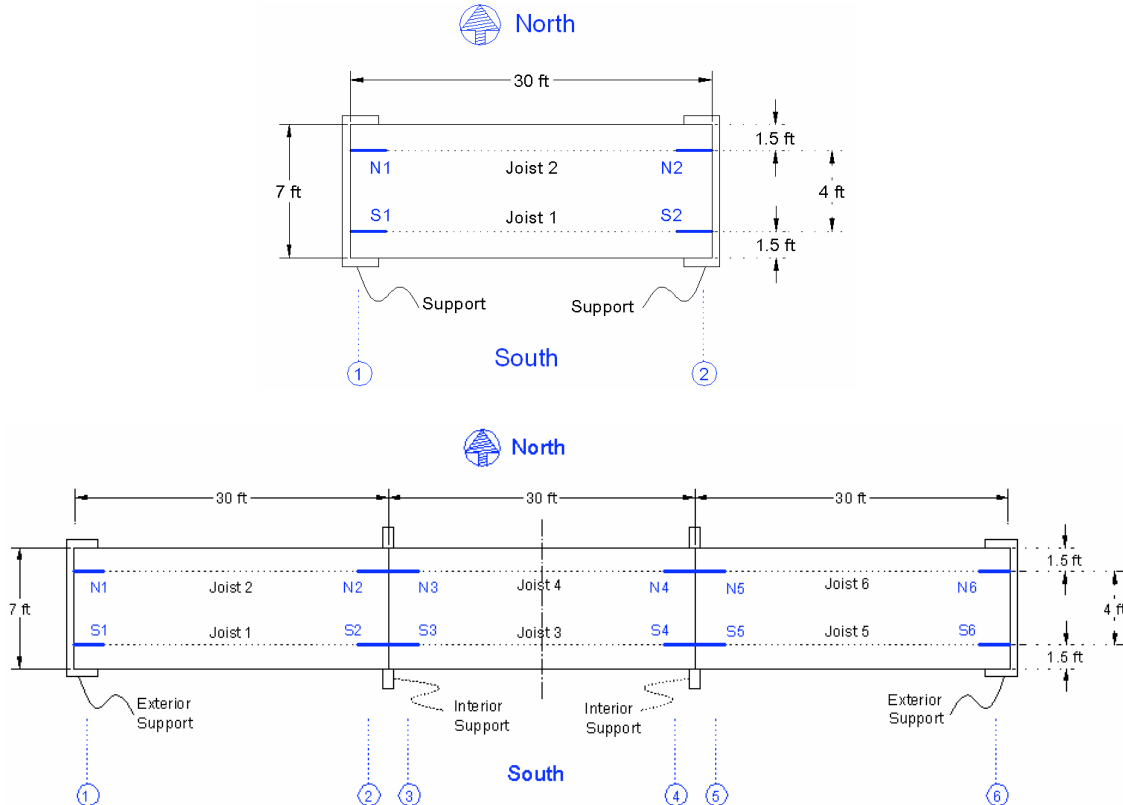 North
30 ft
1.5 ft
N1 Joist 2 N2
7 ft 4 ft
S1 Joist 1 S2
1.5 ft
Support Support
South
1 2
North
30 ft 30 ft 30 ft
1.5 ft
N1 Joist 2 N2 N3 Joist 4 N4 N5 Joist 6 N6
7 ft 4 ft
S1 Joist 1 S2 S3 Joist 3 S4 S5 Joist 5 S6
1.5 ft
Exterior Support
Interior Support
Interior Support
Exterior Support
South
1 2 3 4 5 6